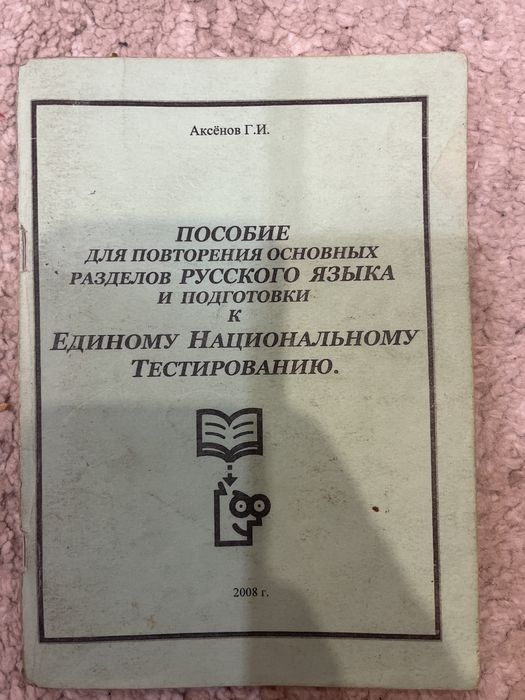 Аксёнов Г.И.
ПОСОБИЕ
ДЛЯ ПОВТОРЕНИЯ ОСНОВНЫХ
РАЗДЕЛОВ РУССКОГО ЯЗЫКА
И ПОДГОТОВКИ
К
ЕДИНОМУ НАЦИОНАЛЬНОМУ
ТЕСТИРОВАНИЮ.
2008 г.